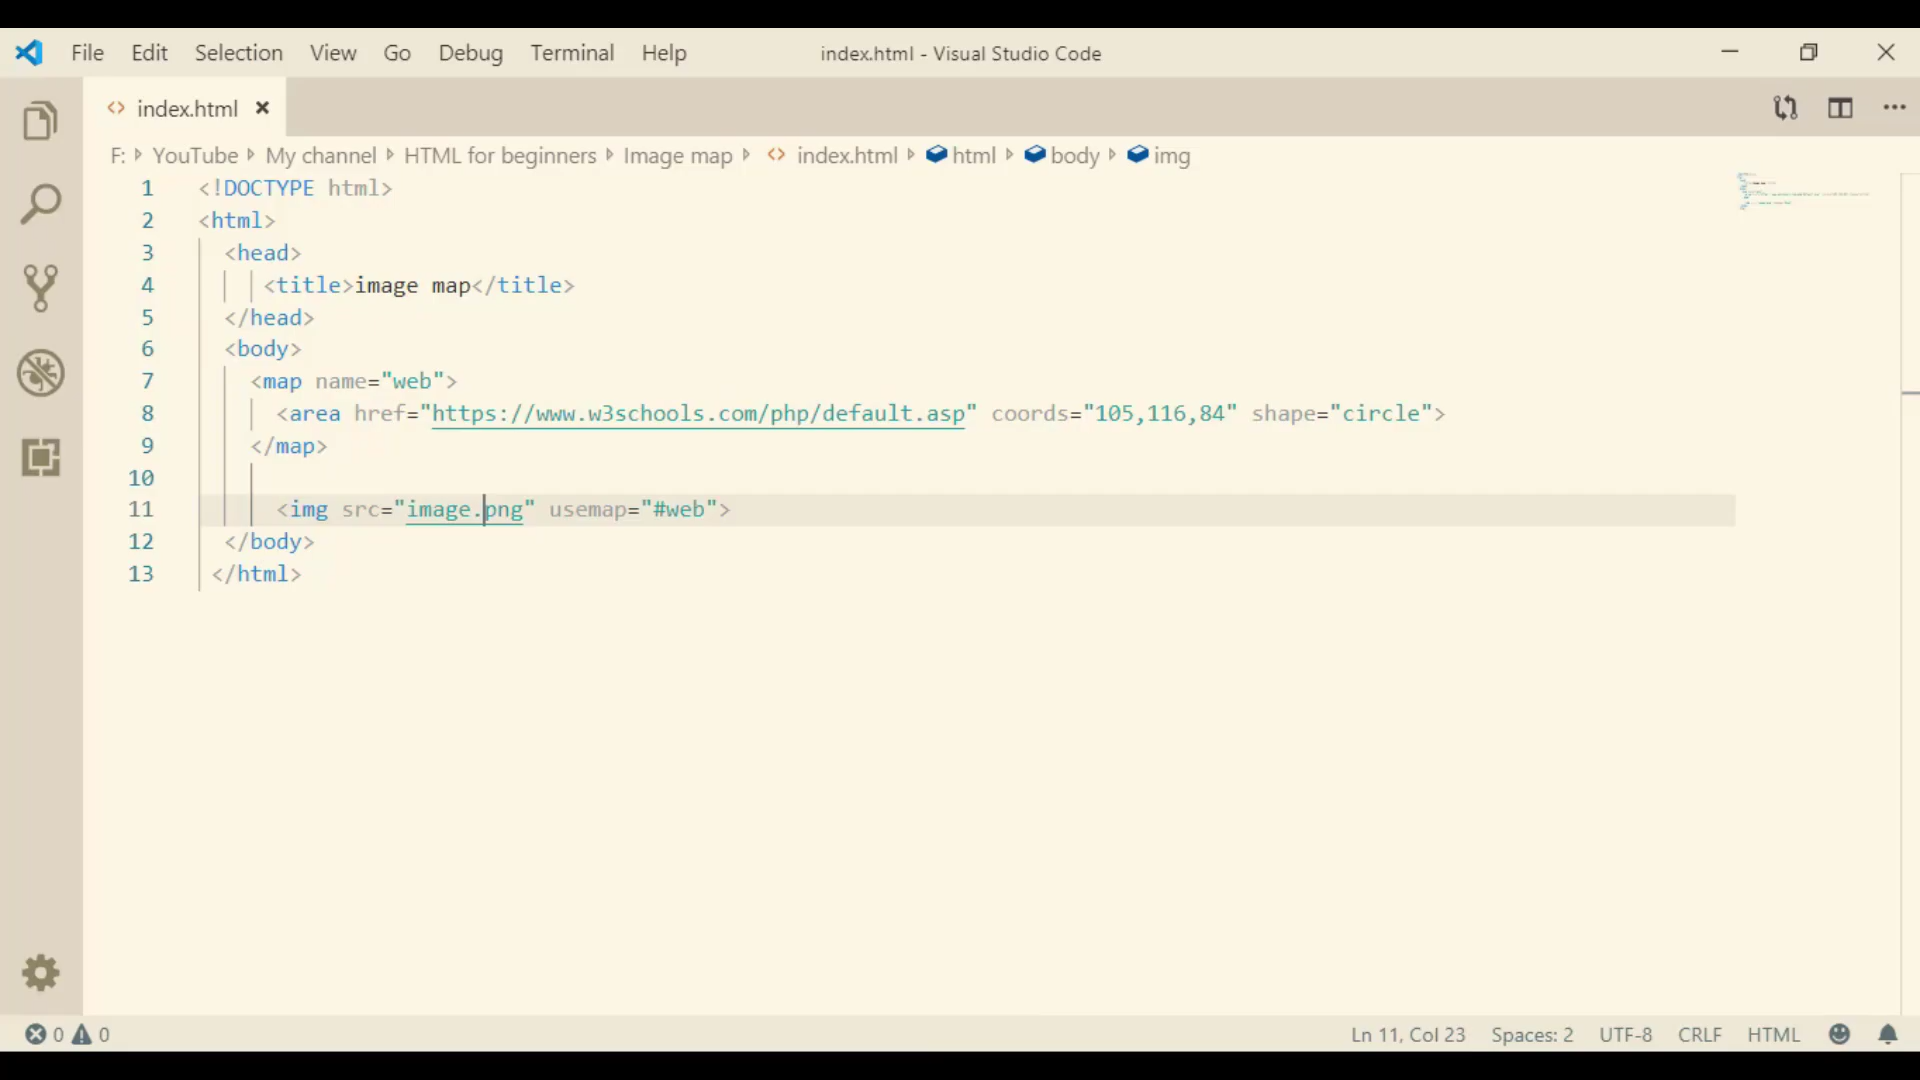 File Edit Selection View Go Debug Terminal Help index.html - Visual Studio Code
index.html
F: YouTube My channel HTML for beginners Image map index.html html body img
1 <!DOCTYPE html>
2 <html>
3 <head>
4 <title>image map</title>
5 </head>
6 <body>
7 <map name="web">
8 <area href="https://www.w3schools.com/php/default.asp" coords="105,116,84" shape="circle">
9 </map>
10
11 <img src="image.png" usemap="#web">
12 </body>
13 </html>
0 0 Ln 11, Col 23 Spaces: 2 UTF-8 CRLF HTML